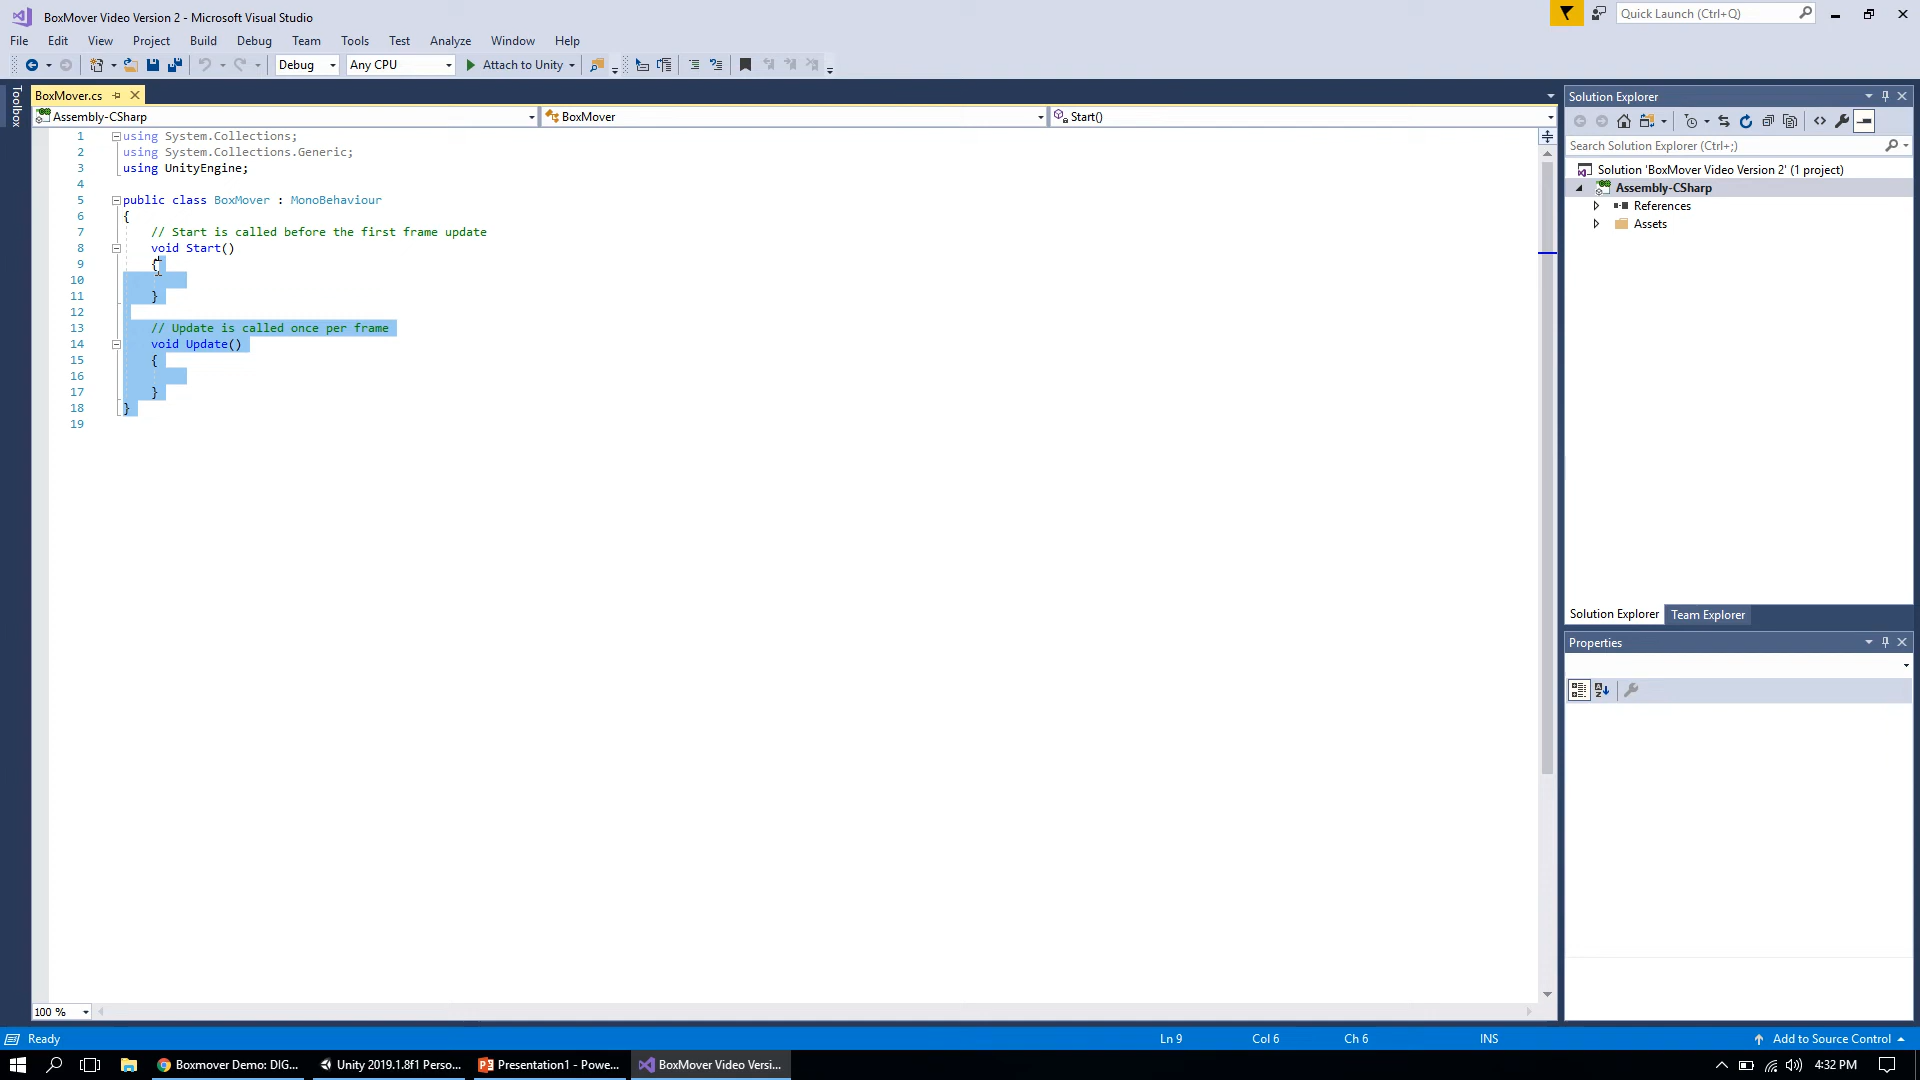 BoxMover Video Version 2 - Microsoft Visual Studio
Quick Launch (Ctrl+Q)
File Edit View Project Build Debug Team Tools Test Analyze Window Help
Debug Any CPU Attach to Unity
Toolbox
BoxMover.cs
Solution Explorer
Assembly-CSharp BoxMover Start()
Search Solution Explorer (Ctrl+;)
Solution 'BoxMover Video Version 2' (1 project)
Assembly-CSharp
References
Assets
1 using System.Collections;
2 using System.Collections.Generic;
3 using UnityEngine;
4
5 public class BoxMover : MonoBehaviour
6 {
7 // Start is called before the first frame update
8 void Start()
9 {
10
11 }
12
13 // Update is called once per frame
14 void Update()
15 {
16
17 }
18 }
19
Solution Explorer Team Explorer
Properties
100 %
Ready Ln 9 Col 6 Ch 6 INS Add to Source Control
Boxmover Demo: DIG... Unity 2019.1.8f1 Perso... Presentation1 - Powe... BoxMover Video Versi... 4:32 PM